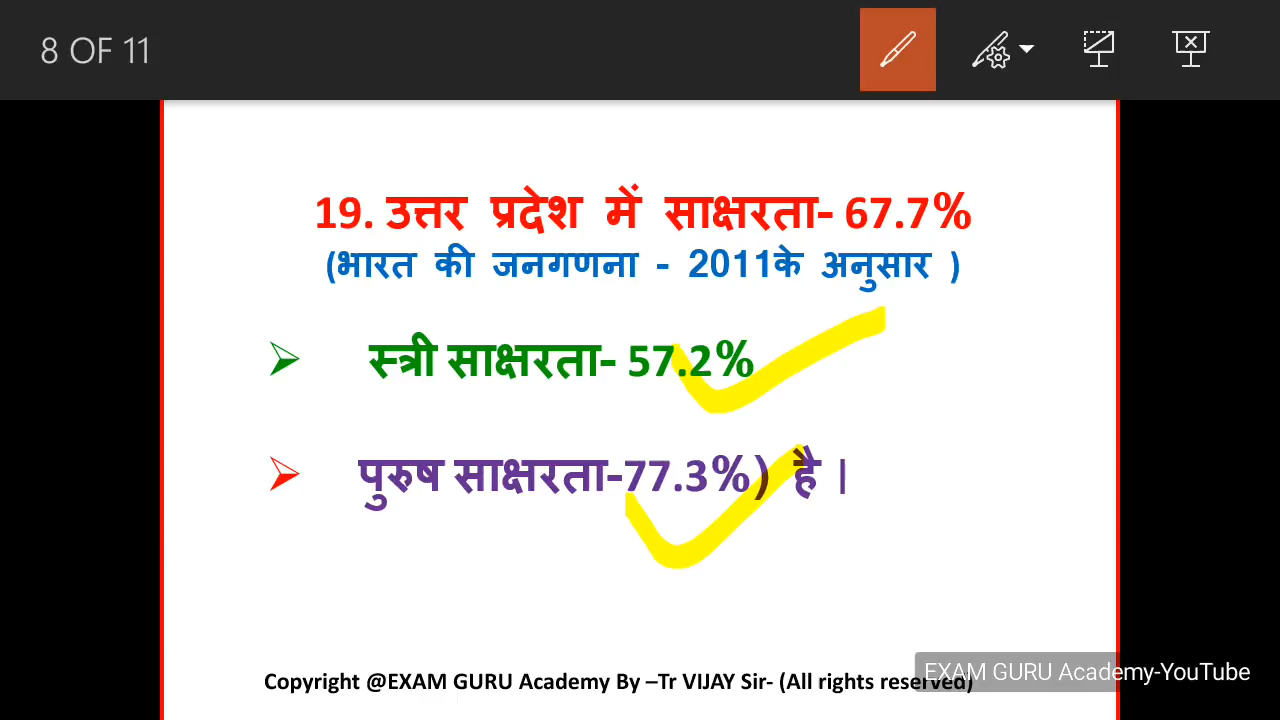 8 OF 11
19. उत्तर प्रदेश में साक्षरता- 67.7%
(भारत की जनगणना - 2011के अनुसार )
स्त्री साक्षरता- 57.2%
पुरुष साक्षरता-77.3%) है ।
Copyright @EXAM GURU Academy By –Tr VIJAY Sir- (All rights reserved)
EXAM GURU Academy-YouTube